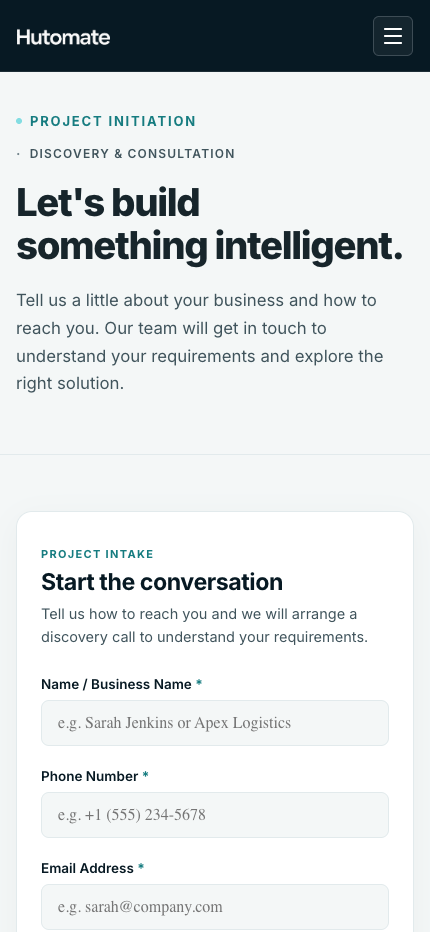 Hutomate
PROJECT INITIATION
· DISCOVERY & CONSULTATION
Let's build
something intelligent.
Tell us a little about your business and how to
reach you. Our team will get in touch to
understand your requirements and explore the
right solution.
PROJECT INTAKE
Start the conversation
Tell us how to reach you and we will arrange a
discovery call to understand your requirements.
Name / Business Name *
e.g. Sarah Jenkins or Apex Logistics
Phone Number *
e.g. +1 (555) 234-5678
Email Address *
e.g. sarah@company.com